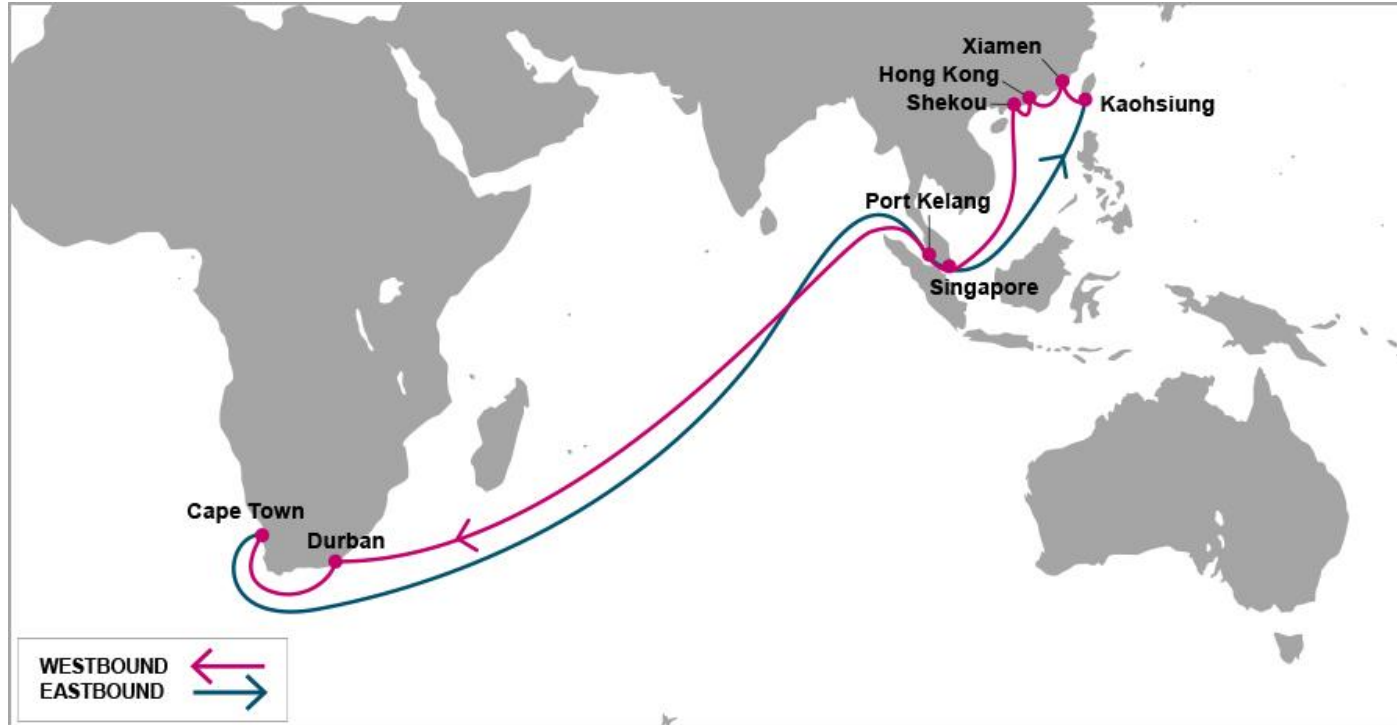 Xiamen
Hong Kong
Shekou
Kaohsiung
Port Kelang
Singapore
Cape Town
Durban
WESTBOUND
EASTBOUND